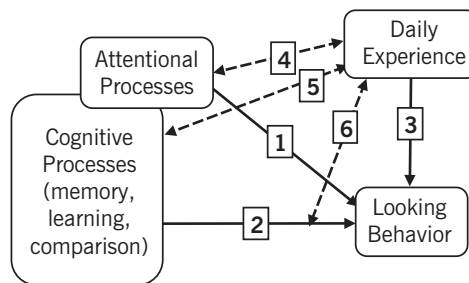 Attentional
Processes
Daily
Experience
4
5
6
3
1
Cognitive
Processes
(memory,
learning,
comparison)
2
Looking
Behavior